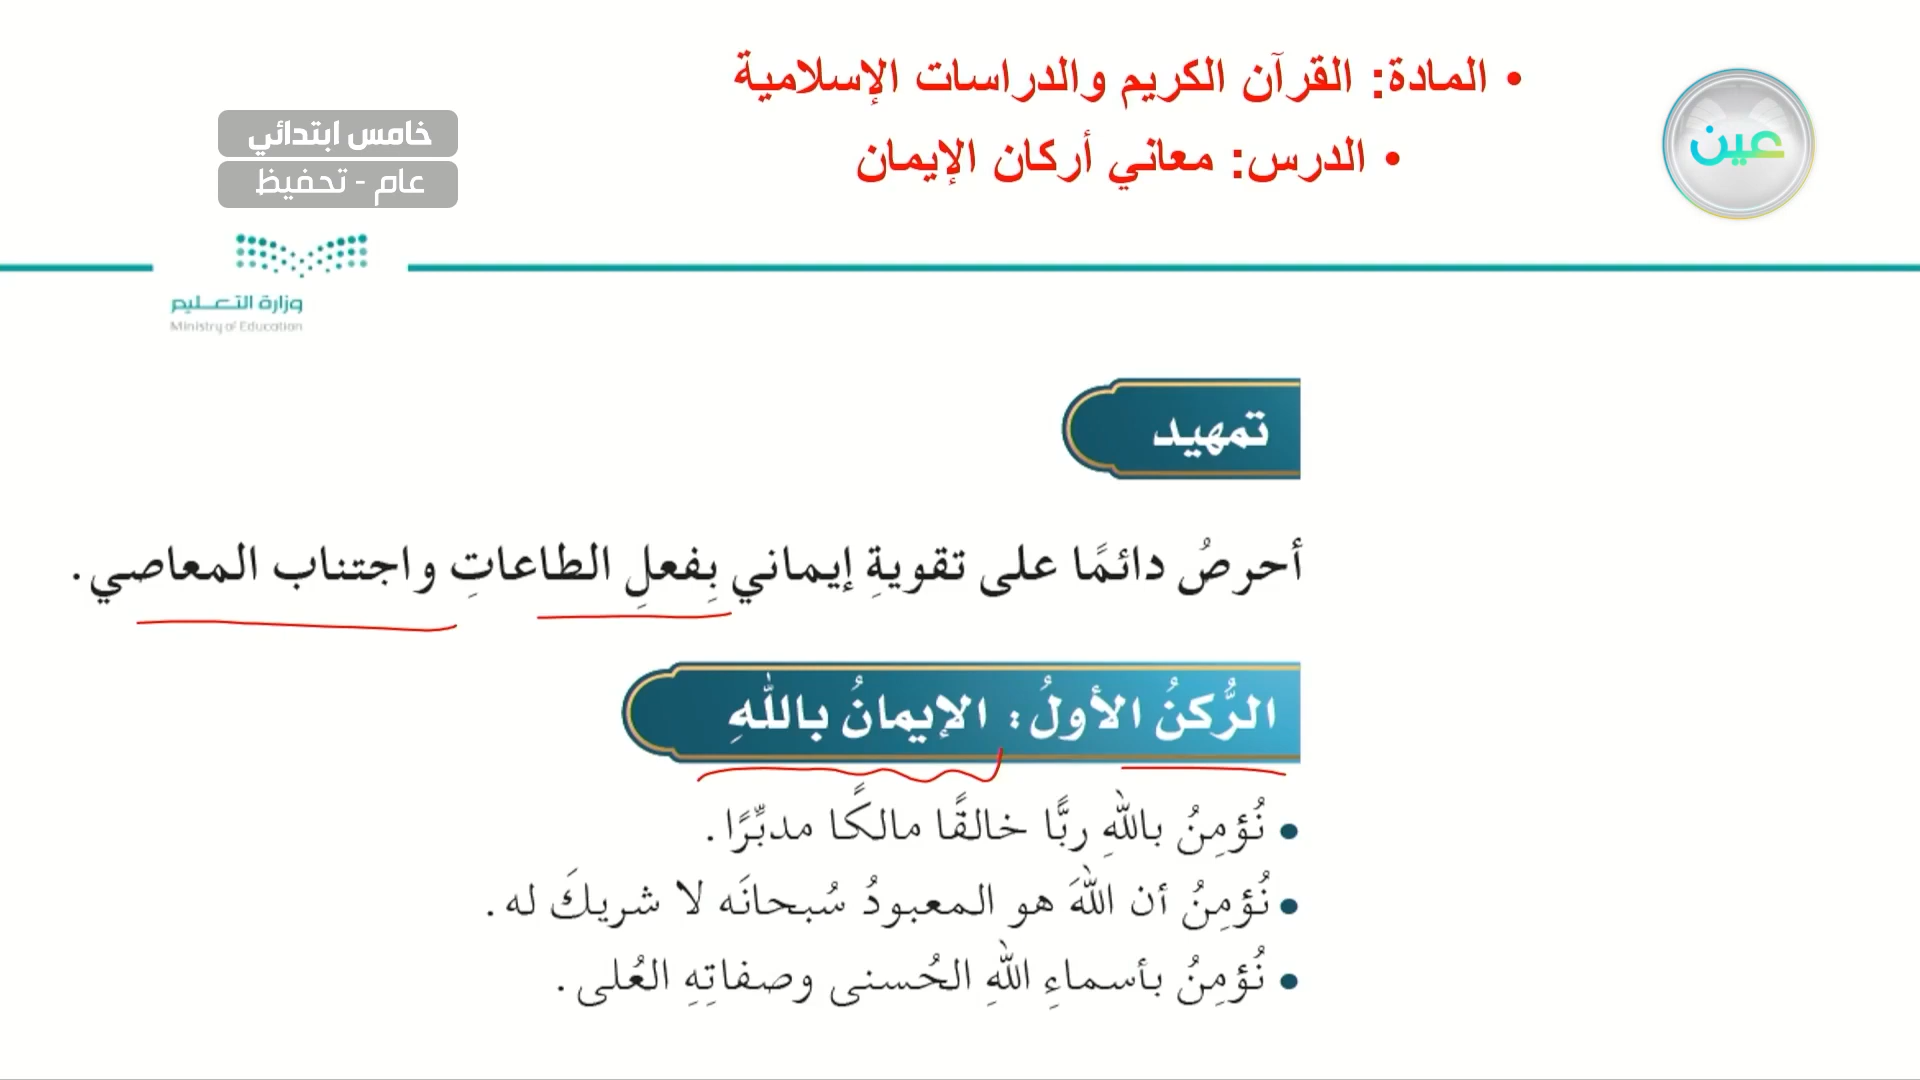 • المادة: القرآن الكريم والدراسات الإسلامية
• الدرس: معاني أركان الإيمان
عين
خامس ابتدائي
عام - تحفيظ
وزارة التعليم
Ministry of Education
تمهيد
أحرصُ دائمًا على تقويةِ إيماني بِفعلِ الطاعاتِ واجتناب المعاصي.
الرُّكنُ الأولُ: الإيمانُ باللهِ
• نُؤمِنُ باللهِ ربًّا خالقًا مالكًا مدبِّرًا.
• نُؤمِنُ أن اللهَ هو المعبودُ سُبحانَه لا شريكَ له.
• نُؤمِنُ بأسماءِ اللهِ الحُسنى وصفاتِهِ العُلى.